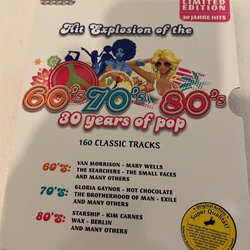 LIMITED
EDITION
30 JAHRE HITS
Hit Explosion of the
60's 70's 80's
30 years of pop
160 CLASSIC TRACKS
60'S: VAN MORRISON - MARY WELLS
THE SEARCHERS - THE SMALL FACES
AND MANY OTHERS
70'S: GLORIA GAYNOR - HOT CHOCOLATE
THE BROTHERHOOD OF MAN - EXILE
AND MANY OTHERS
80'S: STARSHIP - KIM CARNES
WAX - BERLIN
AND MANY OTHERS
Super Qualität!